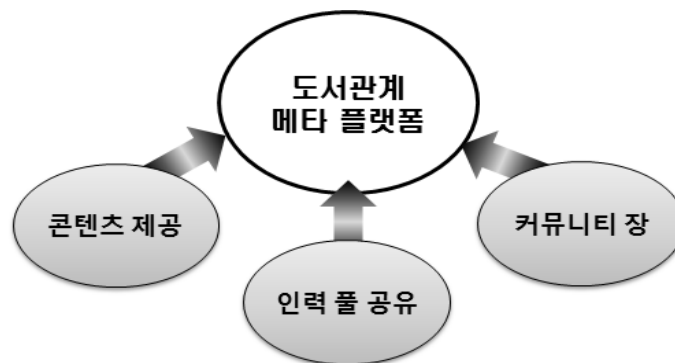 도서관계
메타 플랫폼
콘텐츠 제공
커뮤니티 장
인력 풀 공유